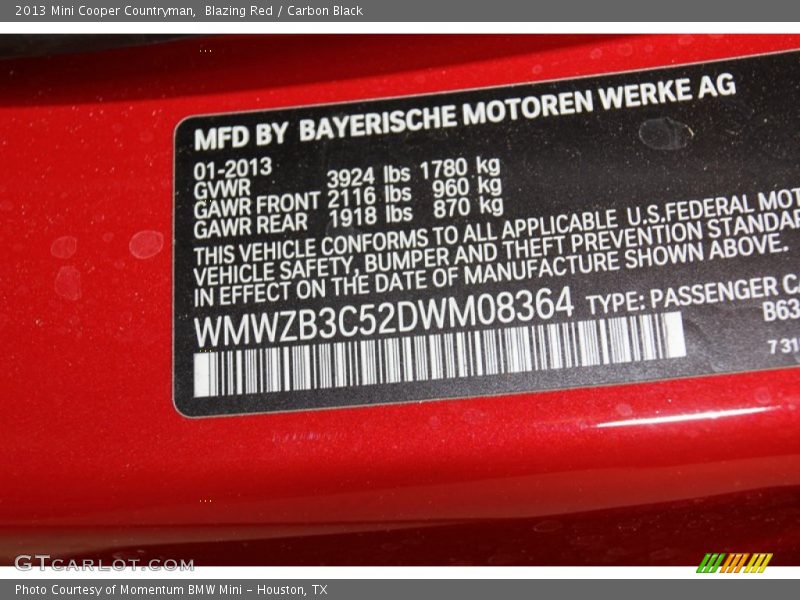 2013 Mini Cooper Countryman,  Blazing Red / Carbon Black
MFD BY BAYERISCHE MOTOREN WERKE AG
01-2013
GVWR 3924 lbs 1780 kg
GAWR FRONT 2116 lbs 960 kg
GAWR REAR 1918 lbs 870 kg
THIS VEHICLE CONFORMS TO ALL APPLICABLE U.S.FEDERAL MOT
VEHICLE SAFETY, BUMPER AND THEFT PREVENTION STANDAR
IN EFFECT ON THE DATE OF MANUFACTURE SHOWN ABOVE.
WMWZB3C52DWM08364 TYPE: PASSENGER CA
B63
7 31
GTCARLOT.COM
Photo Courtesy of Momentum BMW Mini – Houston, TX